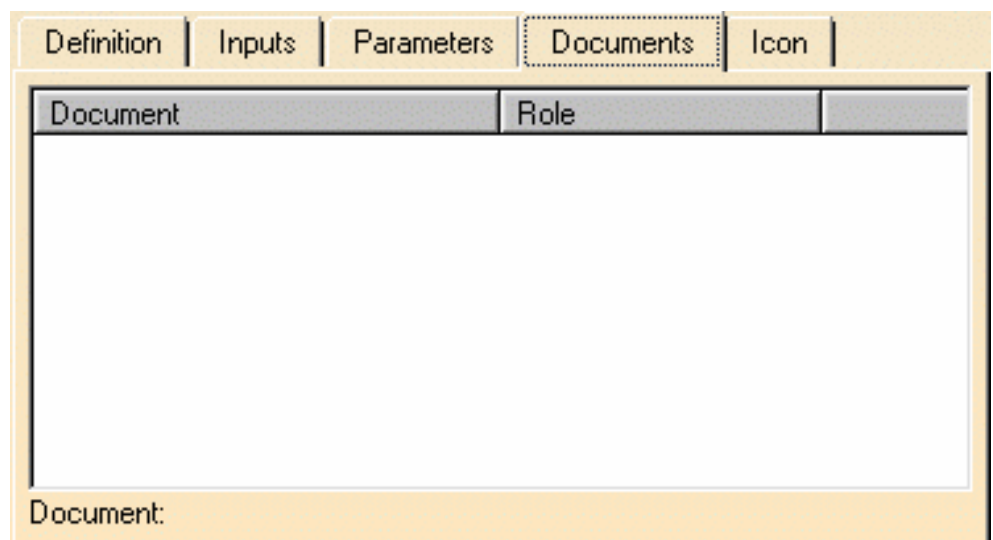 Definition Inputs Parameters Documents Icon
Document Role
Document: